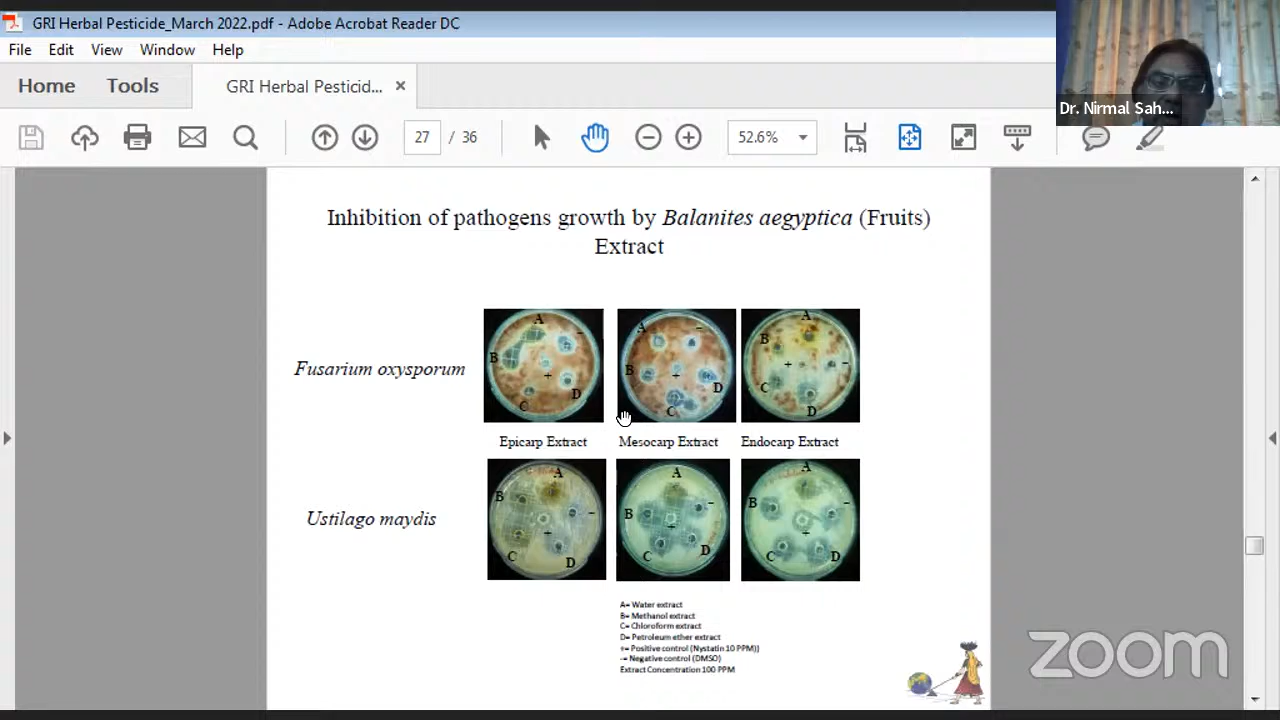 GRI Herbal Pesticide_March 2022.pdf - Adobe Acrobat Reader DC
File Edit View Window Help
Home Tools GRI Herbal Pesticid... ×
27 / 36 52.6%
Dr. Nirmal Sah...
Inhibition of pathogens growth by Balanites aegyptica (Fruits)
Extract
Fusarium oxysporum
A - B + C D
A - B + C D
A B + - C D
Epicarp Extract Mesocarp Extract Endocarp Extract
Ustilago maydis
A B - + C D
A B - + C D
A B - + C D
A= Water extract
B= Methanol extract
C= Chloroform extract
D= Petroleum ether extract
+= Positive control (Nystatin 10 PPM))
-= Negative control (DMSO)
Extract Concentration 100 PPM
zoom